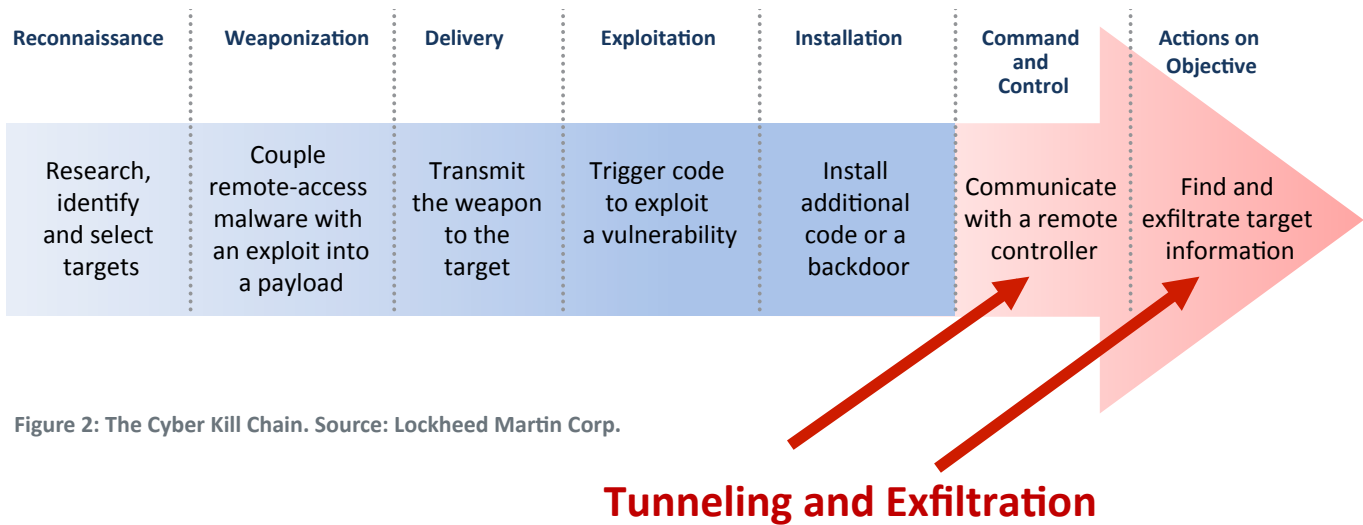 Reconnaissance
Weaponization
Delivery
Exploitation
Installation
Command
and
Control
Actions on
Objective
Research,
identify
and select
targets
Couple
remote-access
malware with
an exploit into
a payload
Transmit
the weapon
to the
target
Trigger code
to exploit
a vulnerability
Install
additional
code or a
backdoor
Communicate
with a remote
controller
Find and
exfiltrate target
information
Figure 2: The Cyber Kill Chain. Source: Lockheed Martin Corp.
Tunneling and Exfiltration